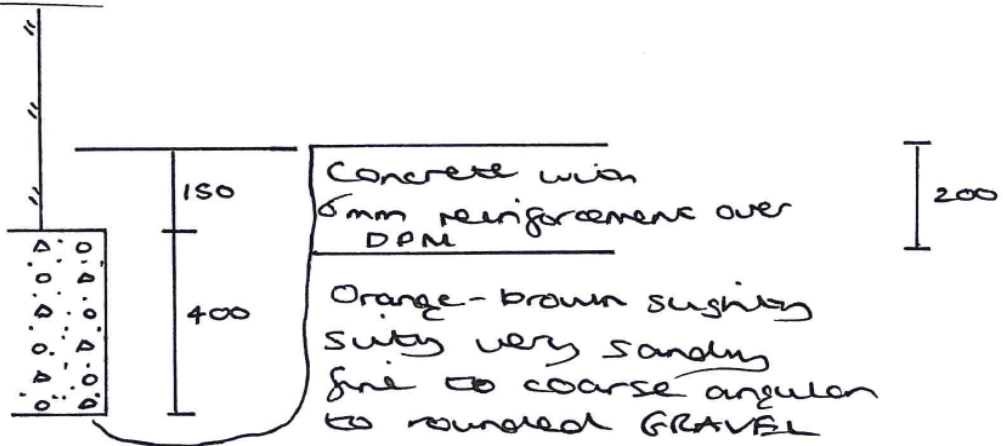 150
Concrete with
6mm reinforcement over
DPM
200
400
Orange-brown slightly
silty very sandy
fine to coarse angular
to rounded GRAVEL